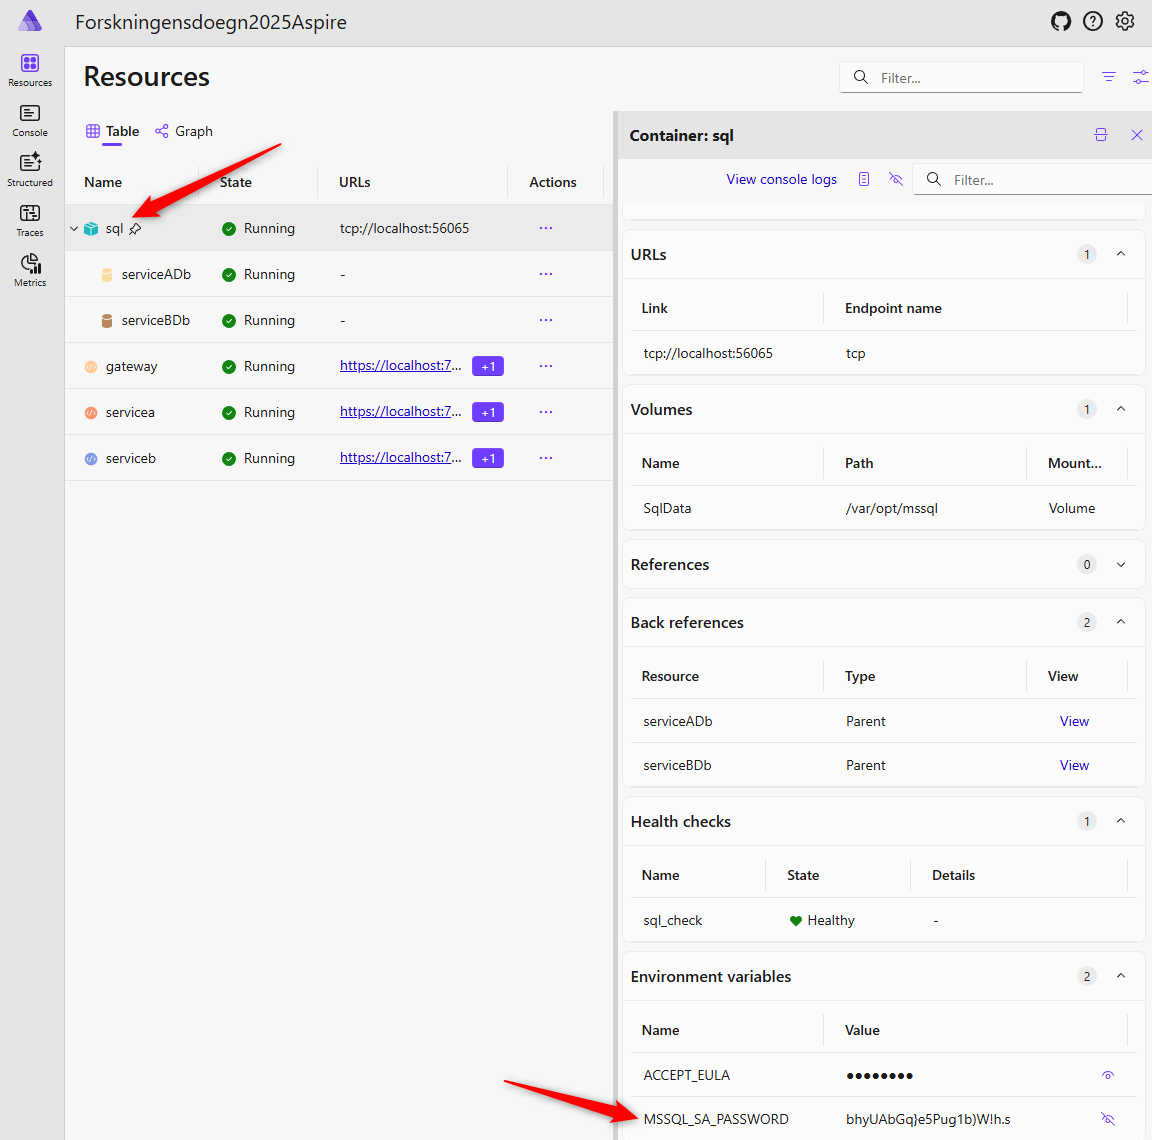 Forskningensdoegn2025Aspire
Resources
Console
Structured
Traces
Metrics
Resources
Filter...
Table
Graph
Name State URLs Actions
sql Running tcp://localhost:56065 ...
serviceADb Running - ...
serviceBDb Running - ...
gateway Running https://localhost:7... +1 ...
servicea Running https://localhost:7... +1 ...
serviceb Running https://localhost:7... +1 ...
Container: sql
View console logs Filter...
URLs 1
Link Endpoint name
tcp://localhost:56065 tcp
Volumes 1
Name Path Mount...
SqlData /var/opt/mssql Volume
References 0
Back references 2
Resource Type View
serviceADb Parent View
serviceBDb Parent View
Health checks 1
Name State Details
sql_check Healthy -
Environment variables 2
Name Value
ACCEPT_EULA ●●●●●●●●
MSSQL_SA_PASSWORD bhyUAbGq}e5Pug1b)W!h.s